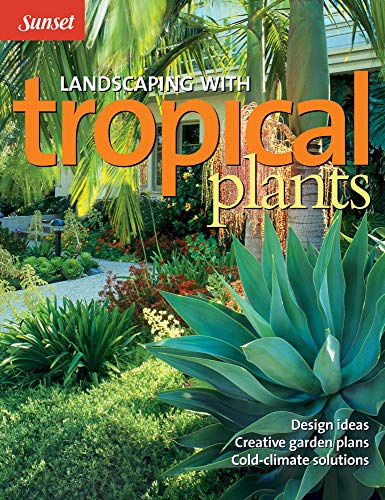 Sunset
LANDSCAPING WITH
tropical
plants
Design ideas
Creative garden plans
Cold-climate solutions